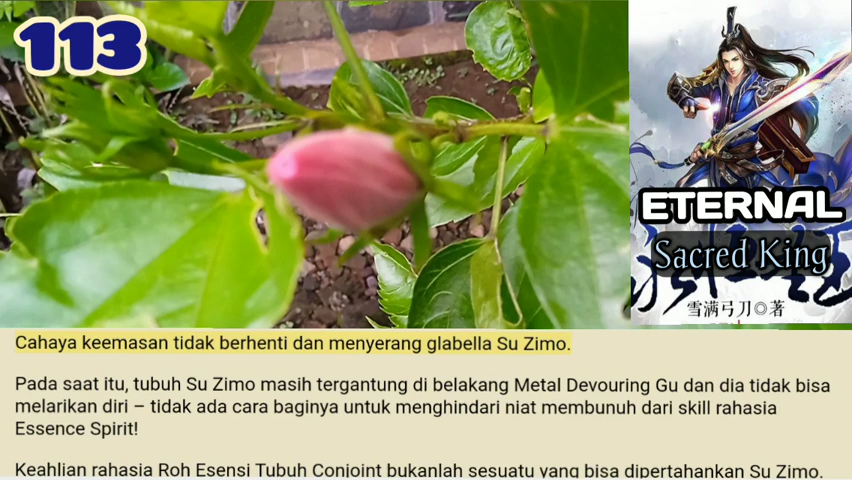 113
ETERNAL
Sacred King
雪满弓刀◎著
Cahaya keemasan tidak berhenti dan menyerang glabella Su Zimo.
Pada saat itu, tubuh Su Zimo masih tergantung di belakang Metal Devouring Gu dan dia tidak bisa
melarikan diri – tidak ada cara baginya untuk menghindari niat membunuh dari skill rahasia
Essence Spirit!
Keahlian rahasia Roh Esensi Tubuh Conjoint bukanlah sesuatu yang bisa dipertahankan Su Zimo.